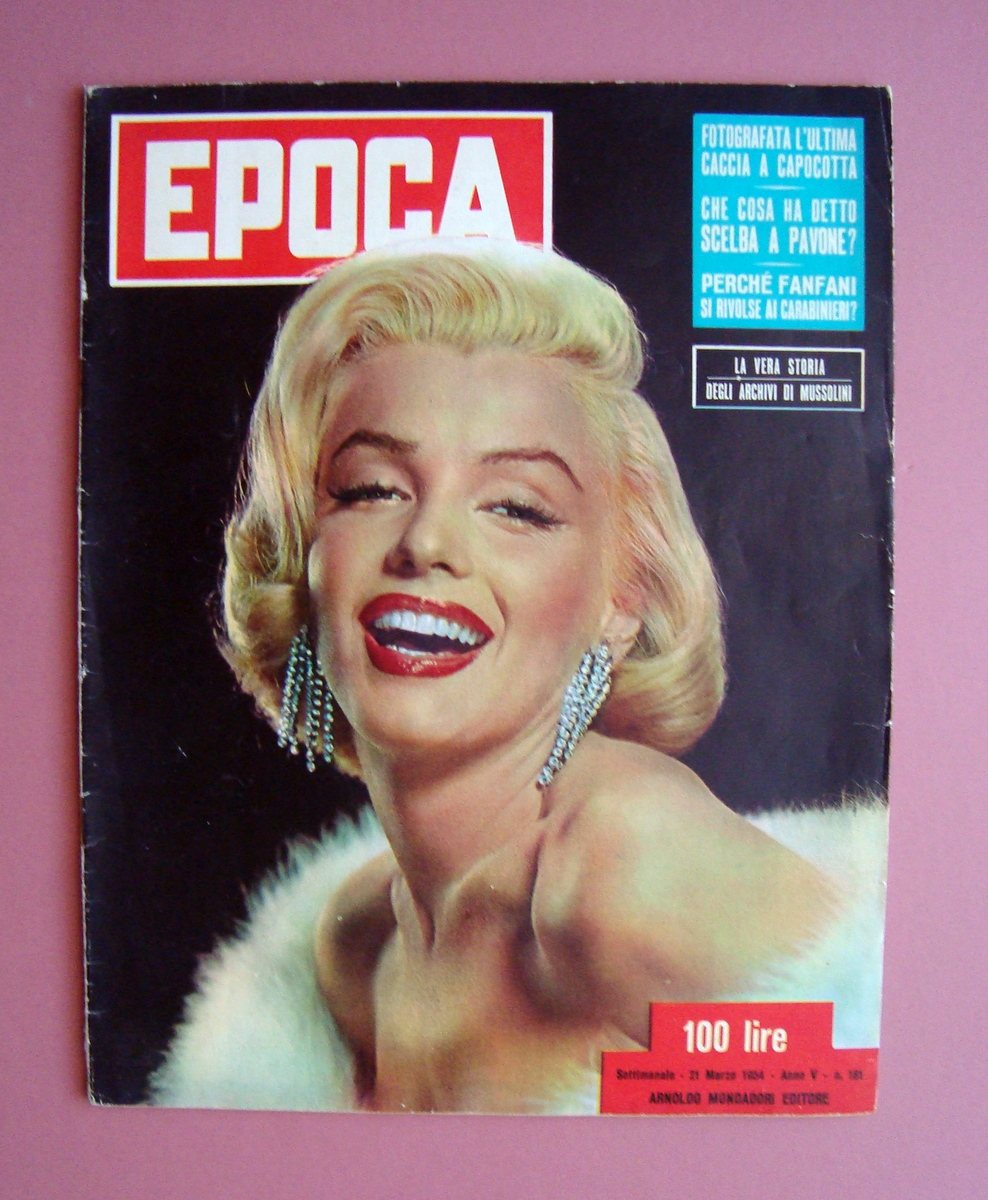 EPOCA
FOTOGRAFATA L'ULTIMA
CACCIA A CAPOCOTTA
CHE COSA HA DETTO
SCELBA A PAVONE?
PERCHÉ FANFANI
SI RIVOLSE AI CARABINIERI?
LA VERA STORIA
DEGLI ARCHIVI DI MUSSOLINI
100 lire
Settimanale - 21 Marzo 1954 - Anno V - n. 181
ARNOLDO MONDADORI EDITORE